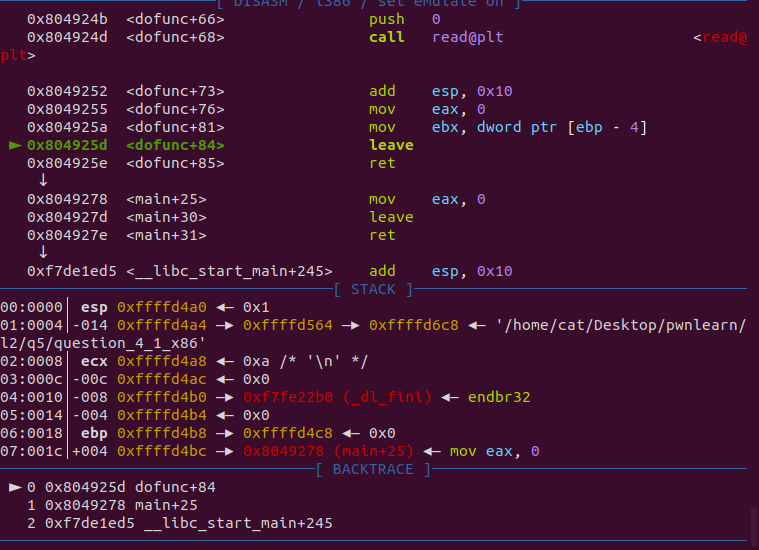 [ DISASM / i386 / set emulate on ]
0x804924b <dofunc+66> push 0
0x804924d <dofunc+68> call read@plt <read@
plt>
0x8049252 <dofunc+73> add esp, 0x10
0x8049255 <dofunc+76> mov eax, 0
0x804925a <dofunc+81> mov ebx, dword ptr [ebp - 4]
► 0x804925d <dofunc+84> leave
0x804925e <dofunc+85> ret
↓
0x8049278 <main+25> mov eax, 0
0x804927d <main+30> leave
0x804927e <main+31> ret
↓
0xf7de1ed5 <__libc_start_main+245> add esp, 0x10
[ STACK ]
00:0000│ esp 0xffffd4a0 ◄— 0x1
01:0004│-014 0xffffd4a4 —► 0xffffd564 —► 0xffffd6c8 ◄— '/home/cat/Desktop/pwnlearn/
l2/q5/question_4_1_x86'
02:0008│ ecx 0xffffd4a8 ◄— 0xa /* '\n' */
03:000c│-00c 0xffffd4ac ◄— 0x0
04:0010│-008 0xffffd4b0 —► 0xf7fe22b0 (_dl_fini) ◄— endbr32
05:0014│-004 0xffffd4b4 ◄— 0x0
06:0018│ ebp 0xffffd4b8 —► 0xffffd4c8 ◄— 0x0
07:001c│+004 0xffffd4bc —► 0x8049278 (main+25) ◄— mov eax, 0
[ BACKTRACE ]
► 0 0x804925d dofunc+84
1 0x8049278 main+25
2 0xf7de1ed5 __libc_start_main+245